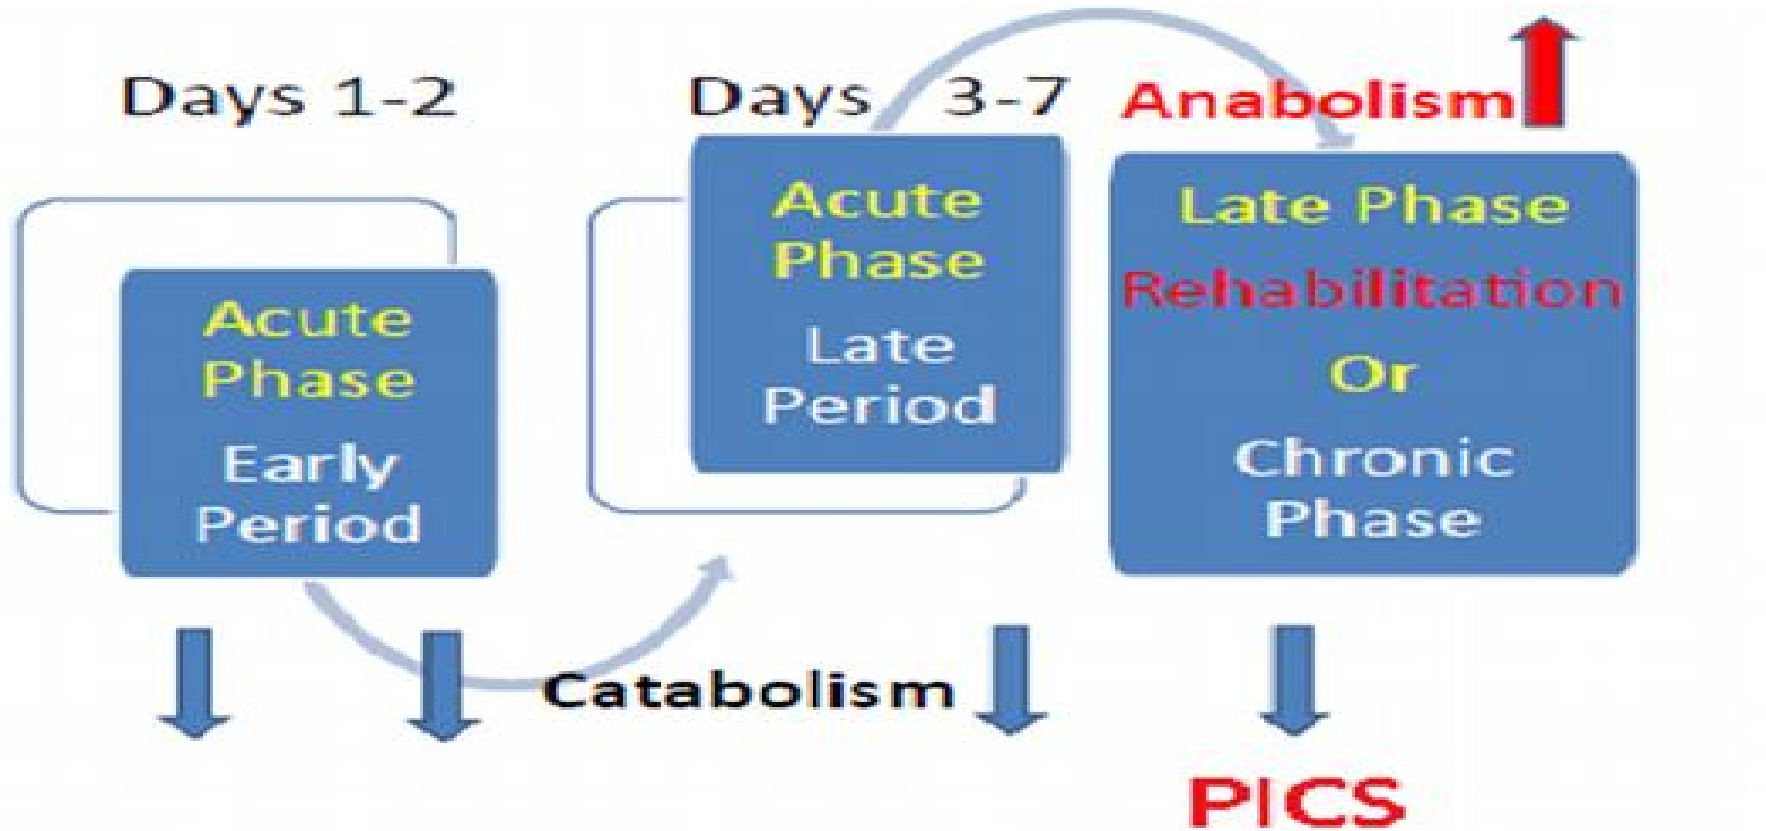 Days 1-2
Acute
Phase
Early
Period
Days 3-7
Acute
Phase
Late
Period
Anabolism
Late Phase
Rehabilitation
Or
Chronic
Phase
Catabolism
PICS